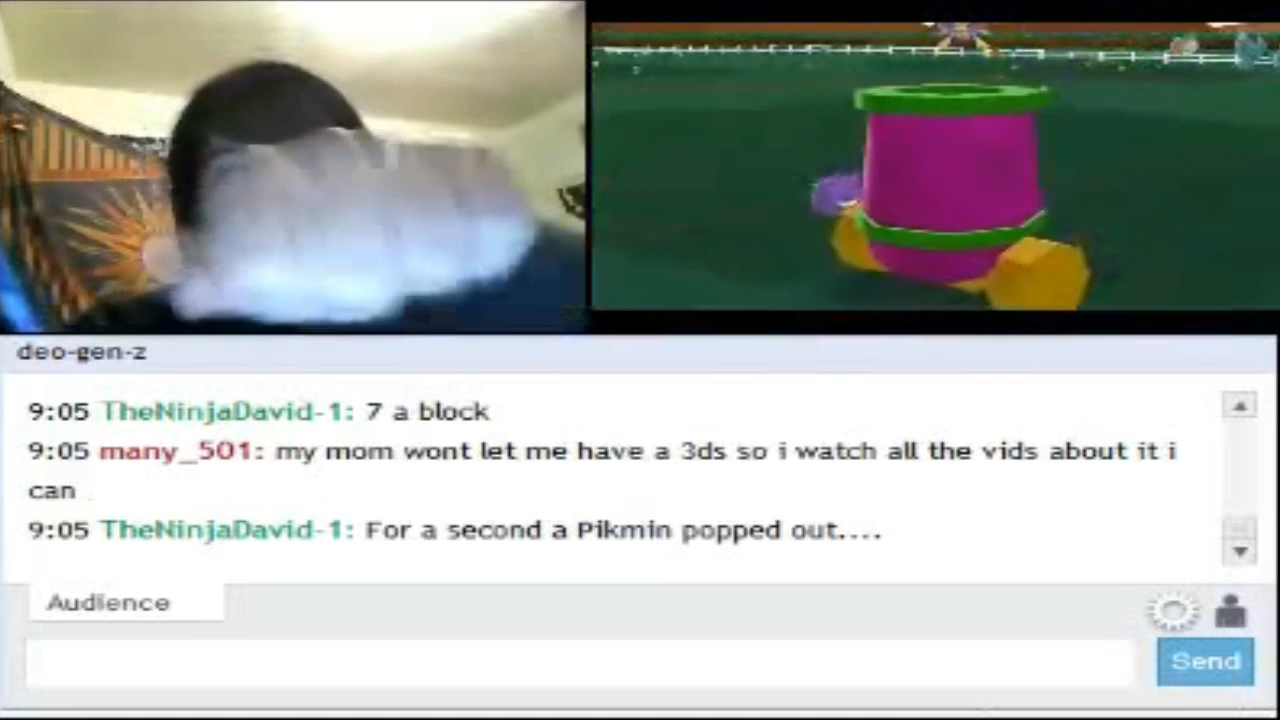 deo-gen-z
9:05 TheNinjaDavid-1: 7 a block
9:05 many_501: my mom wont let me have a 3ds so i watch all the vids about it i
can
9:05 TheNinjaDavid-1: For a second a Pikmin popped out....
Audience
Send